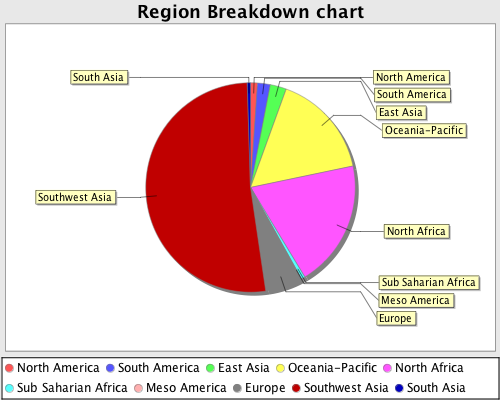 Region Breakdown chart
South Asia
North America
South America
East Asia
Oceania-Pacific
Southwest Asia
North Africa
Sub Saharian Africa
Meso America
Europe
North America South America East Asia Oceania-Pacific North Africa
Sub Saharian Africa Meso America Europe Southwest Asia South Asia